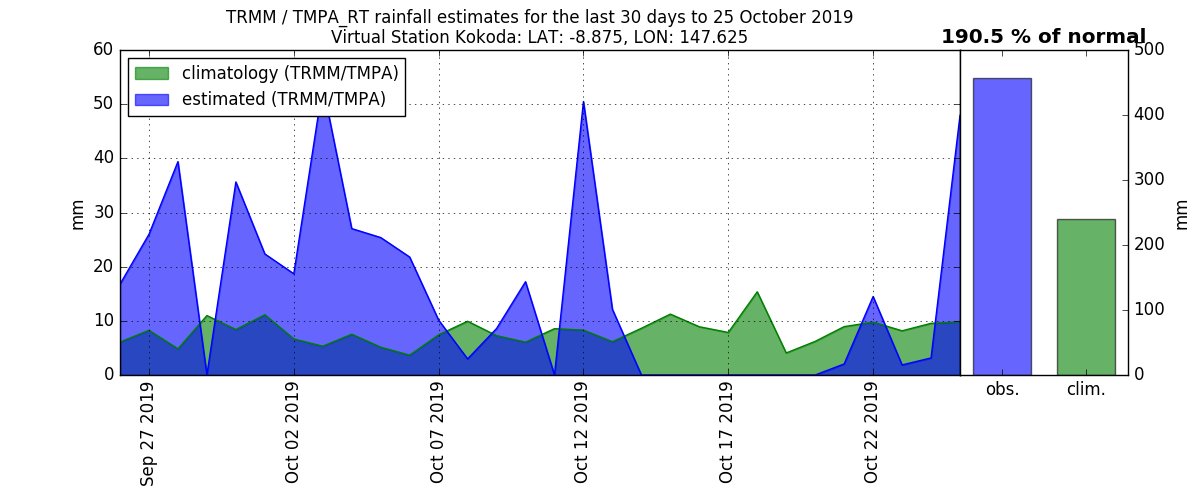 TRMM / TMPA_RT rainfall estimates for the last 30 days to 25 October 2019
Virtual Station Kokoda: LAT: -8.875, LON: 147.625
190.5 % of normal
climatology (TRMM/TMPA)
estimated (TRMM/TMPA)
mm
60
50
40
30
20
10
0
Sep 27 2019
Oct 02 2019
Oct 07 2019
Oct 12 2019
Oct 17 2019
Oct 22 2019
500
400
300
200
100
0
mm
obs.
clim.